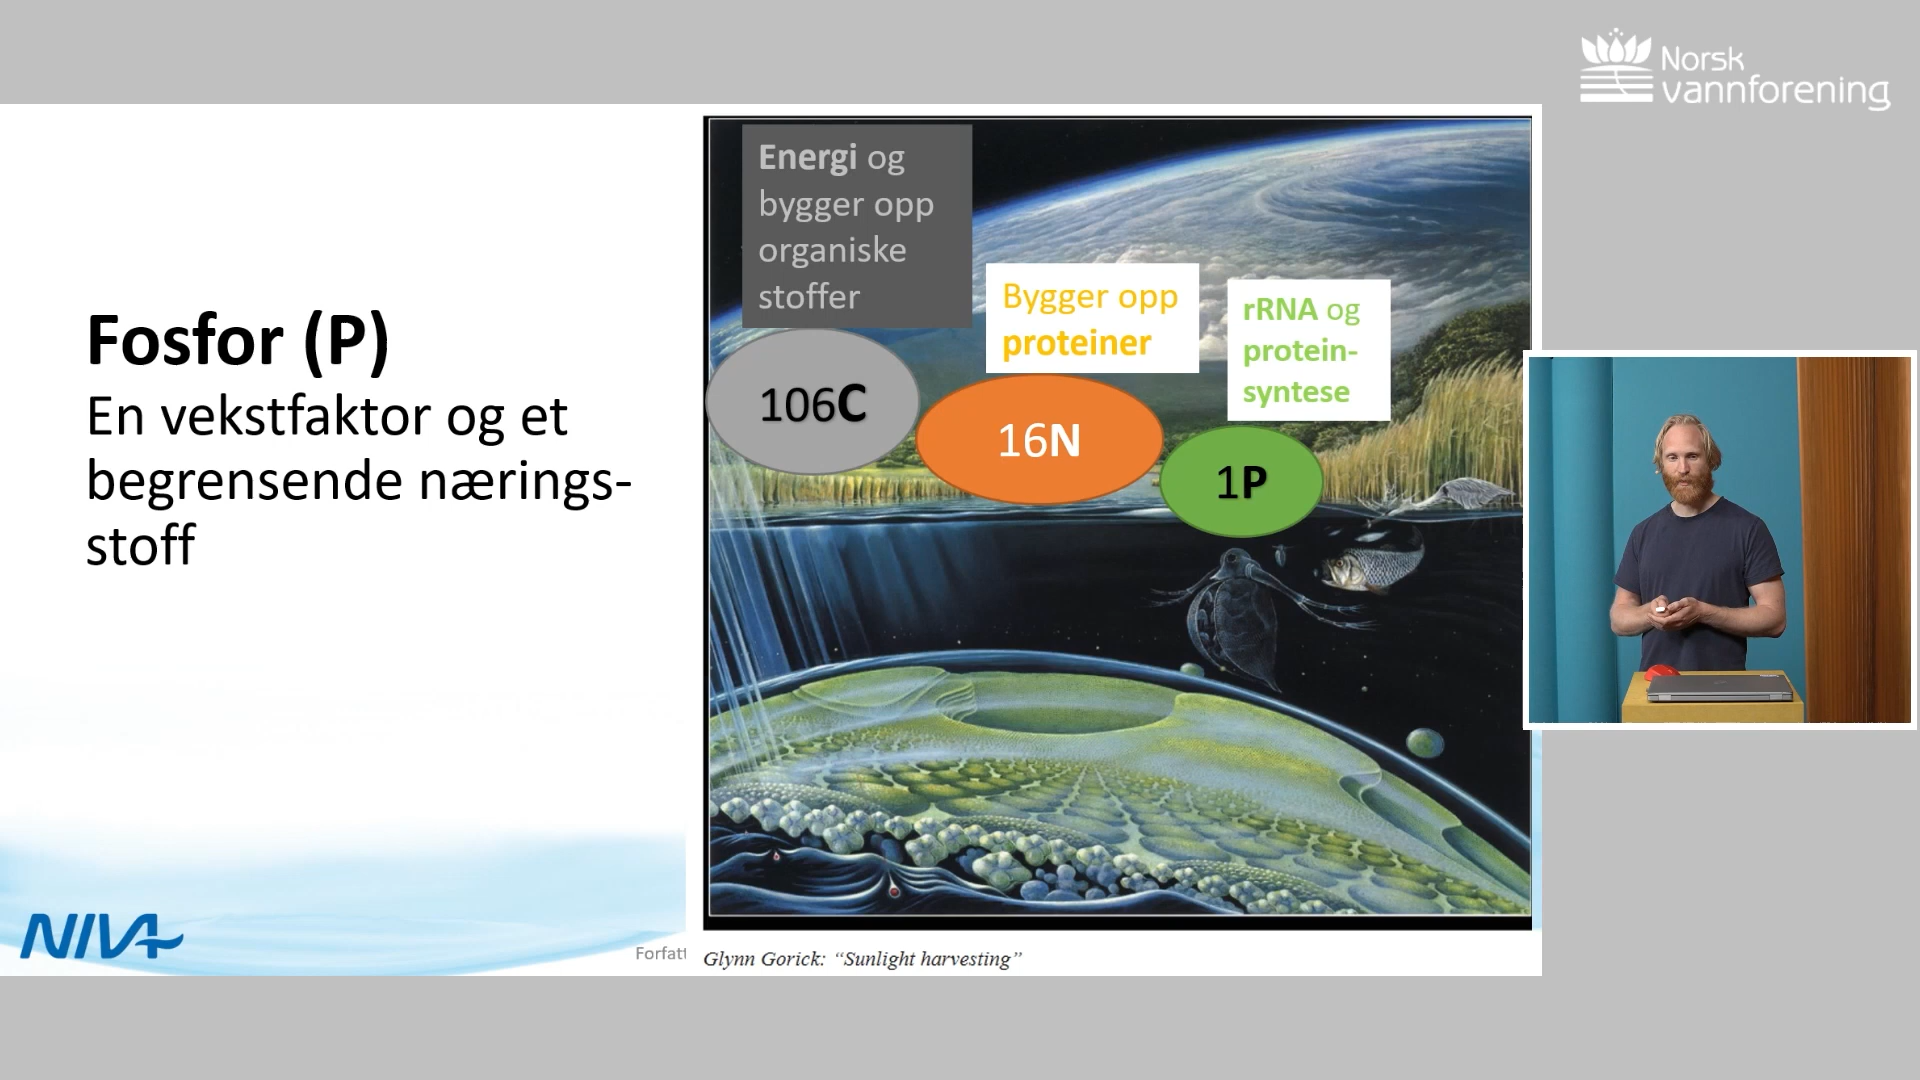 Norsk
vannforening
Fosfor (P)
En vekstfaktor og et
begrensende nærings-
stoff
Energi og
bygger opp
organiske
stoffer
Bygger opp
proteiner
rRNA og
protein-
syntese
106C
16N
1P
NIVA
Forfatt
Glynn Gorick: “Sunlight harvesting”